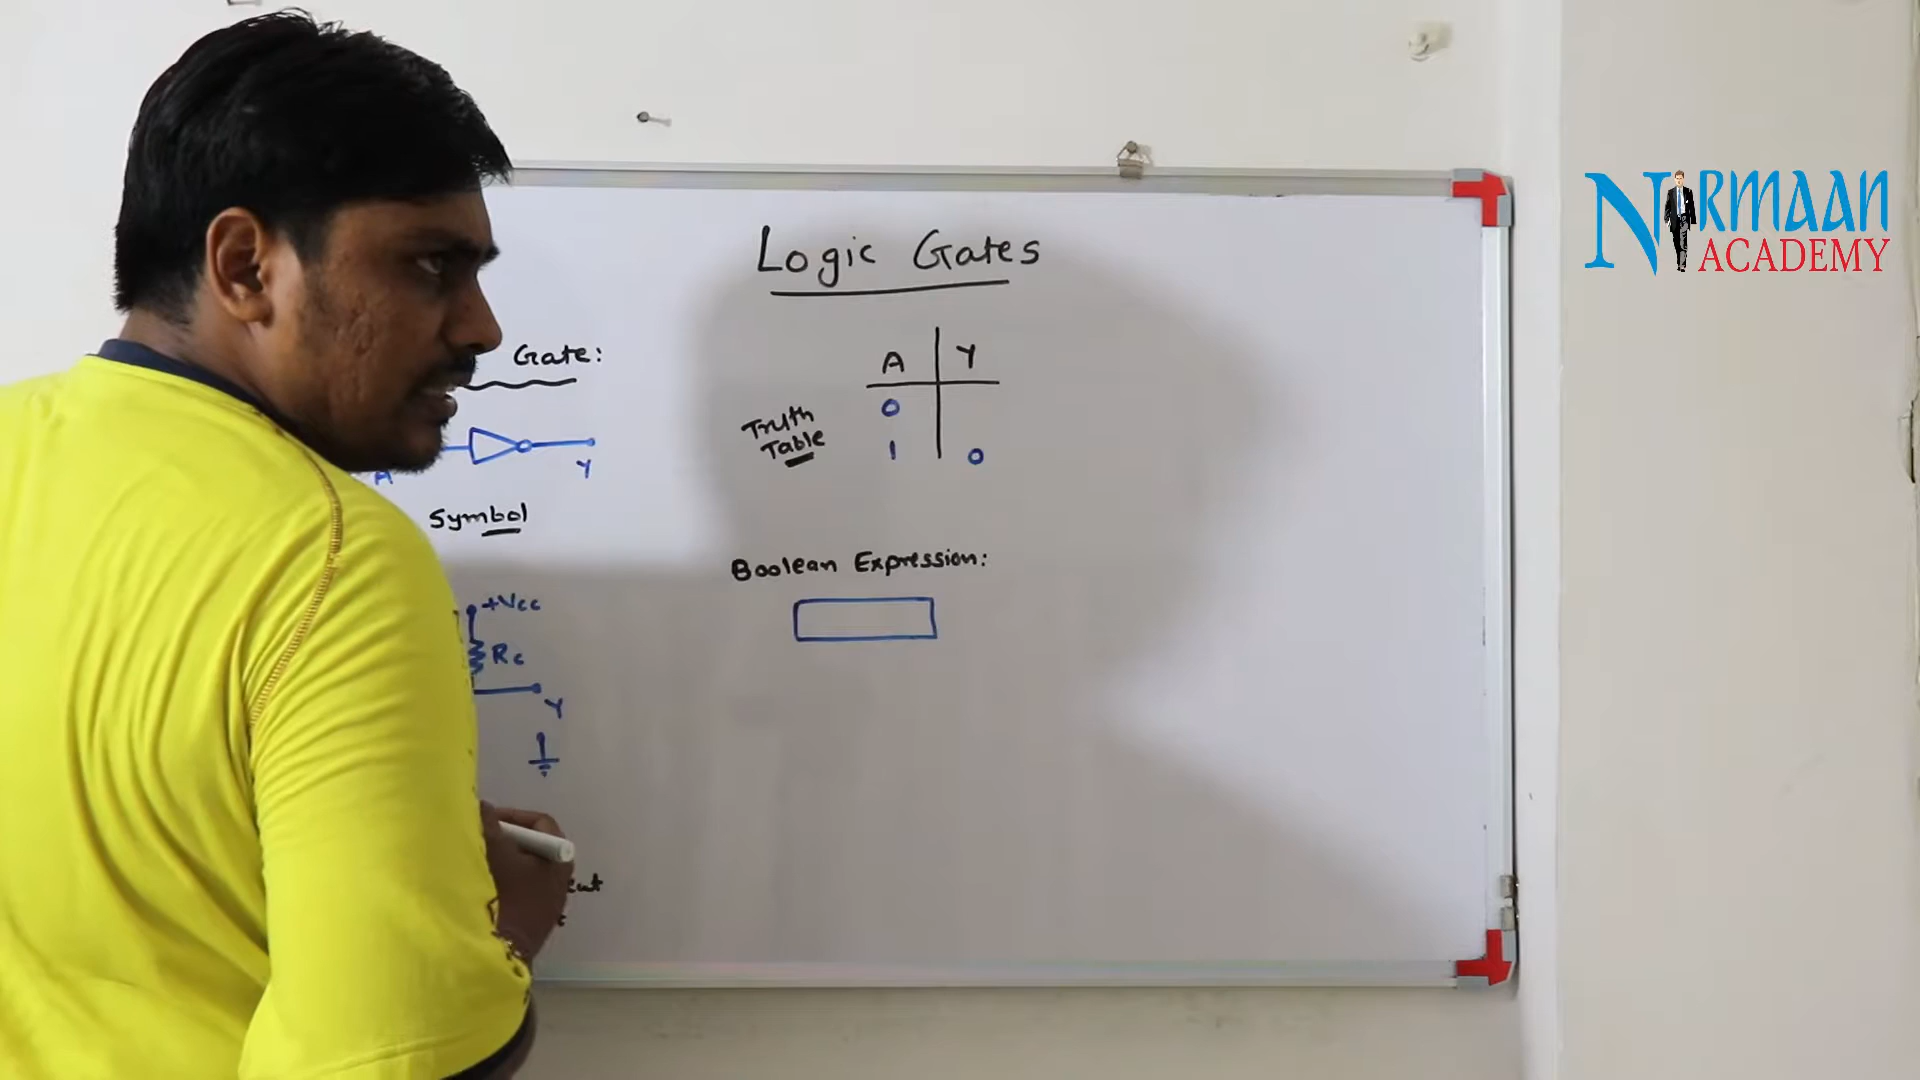 Logic Gates
NIRMAAN
ACADEMY
Gate:
A Y
Symbol
A Y
0
1 0
Truth
Table
Boolean Expression:
+Vcc
Rc
Y